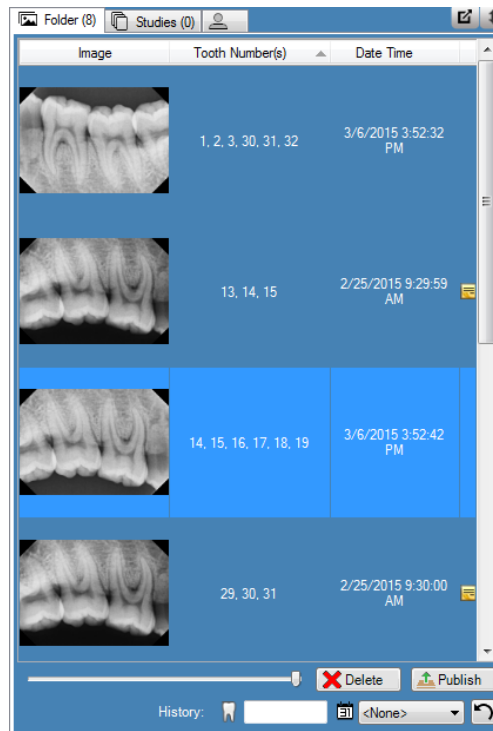 Folder (8) Studies (0)
Image Tooth Number(s) Date Time
1, 2, 3, 30, 31, 32 3/6/2015 3:52:32
PM
13, 14, 15 2/25/2015 9:29:59
AM
14, 15, 16, 17, 18, 19 3/6/2015 3:52:42
PM
29, 30, 31 2/25/2015 9:30:00
AM
Delete Publish
History: 31 <None>